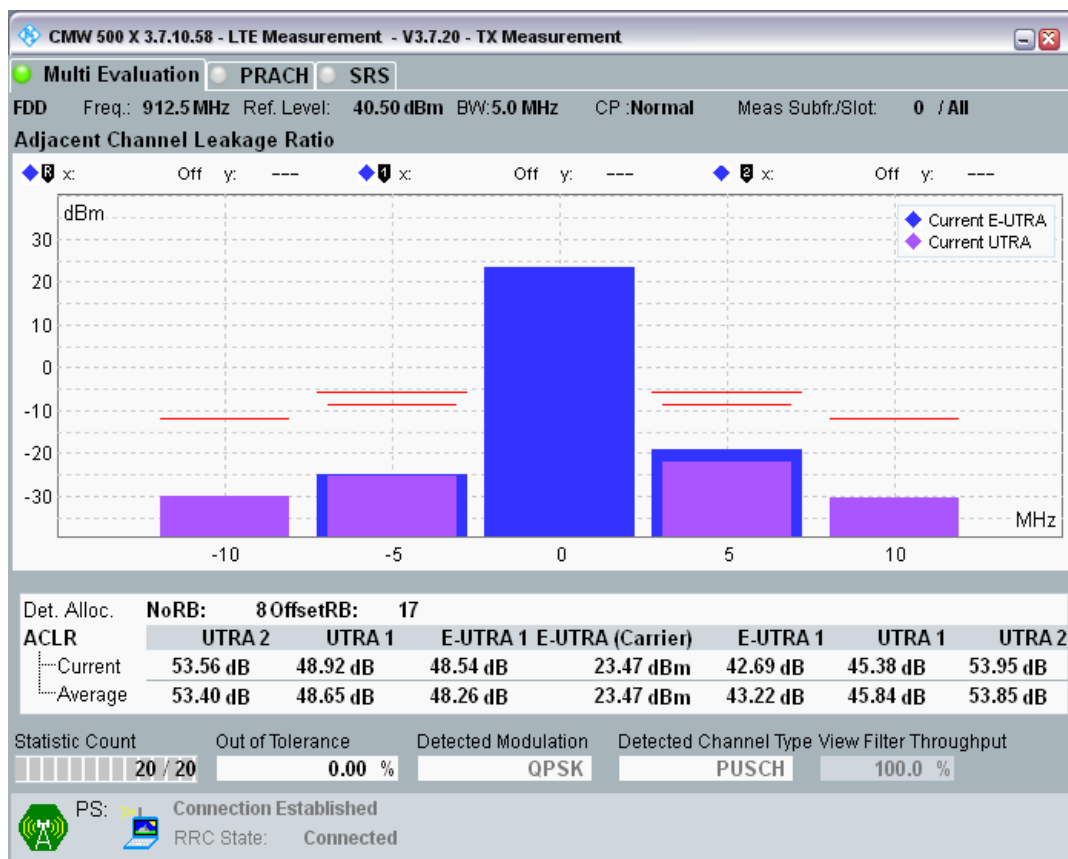 CMW 500 X 3.7.10.58 - LTE Measurement - V3.7.20 - TX Measurement
Multi Evaluation PRACH SRS
FDD Freq.: 912.5 MHz Ref. Level: 40.50 dBm BW:5.0 MHz CP :Normal Meas Subfr./Slot: 0 / All
Adjacent Channel Leakage Ratio
R x: Off y: --- 1 x: Off y: --- 2 x: Off y: ---
dBm
Current E-UTRA
Current UTRA
30
20
10
0
-10
-20
-30
MHz
-10 -5 0 5 10
Det. Alloc. NoRB: 8 OffsetRB: 17
ACLR UTRA 2 UTRA 1 E-UTRA 1 E-UTRA (Carrier) E-UTRA 1 UTRA 1 UTRA 2
Current 53.56 dB 48.92 dB 48.54 dB 23.47 dBm 42.69 dB 45.38 dB 53.95 dB
Average 53.40 dB 48.65 dB 48.26 dB 23.47 dBm 43.22 dB 45.84 dB 53.85 dB
Statistic Count Out of Tolerance Detected Modulation Detected Channel Type View Filter Throughput
20 / 20 0.00 % QPSK PUSCH 100.0 %
PS: Connection Established
RRC State: Connected